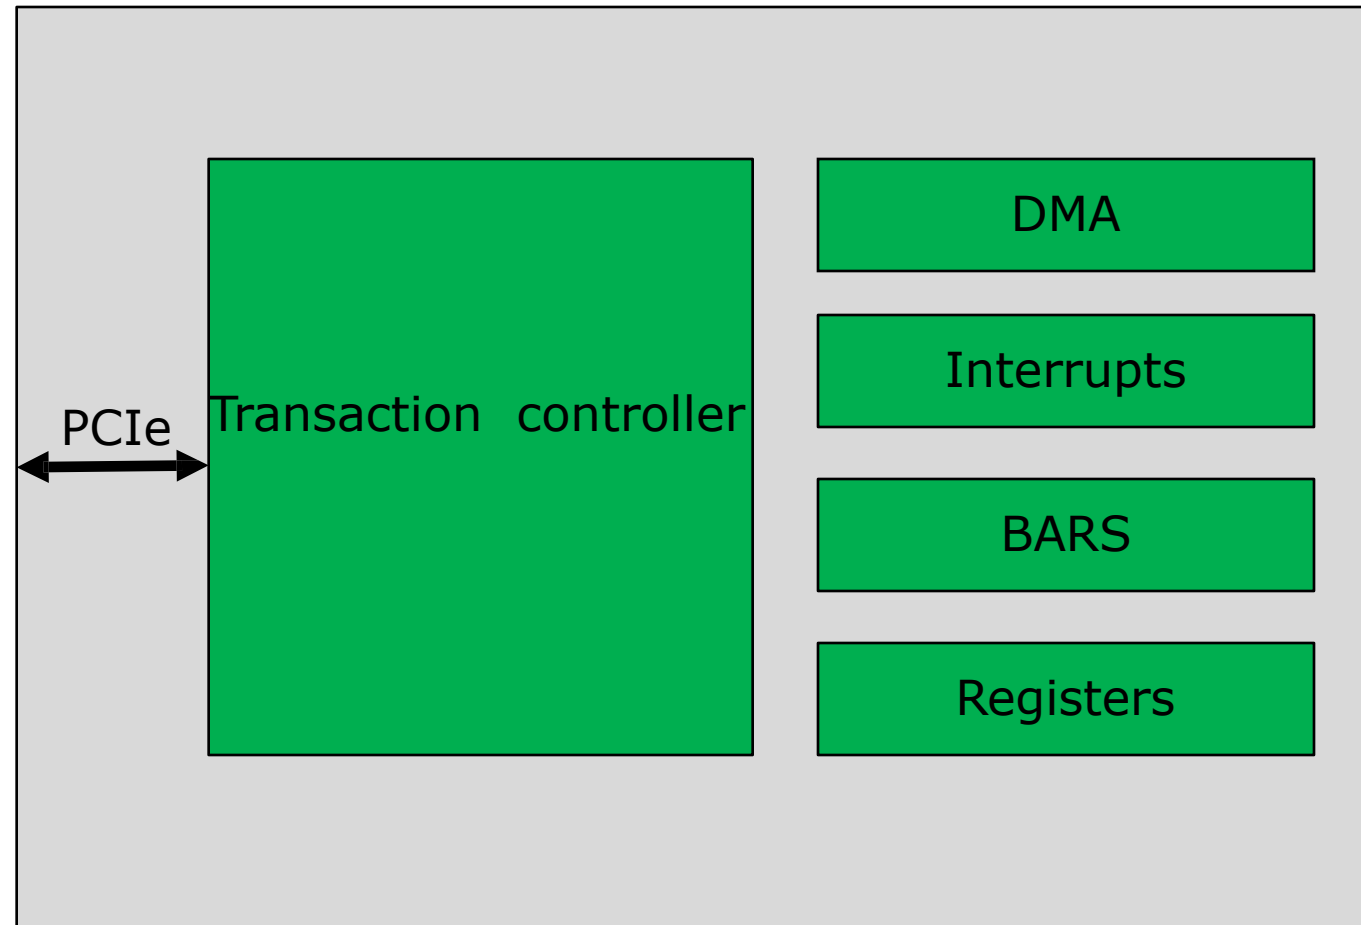 PCIe
Transaction controller
DMA
Interrupts
BARS
Registers